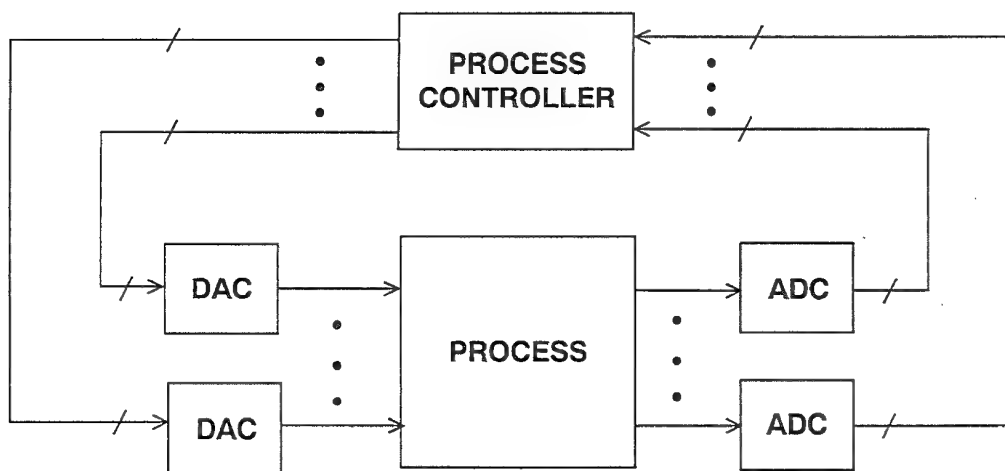 PROCESS
CONTROLLER
DAC
PROCESS
ADC
DAC
ADC